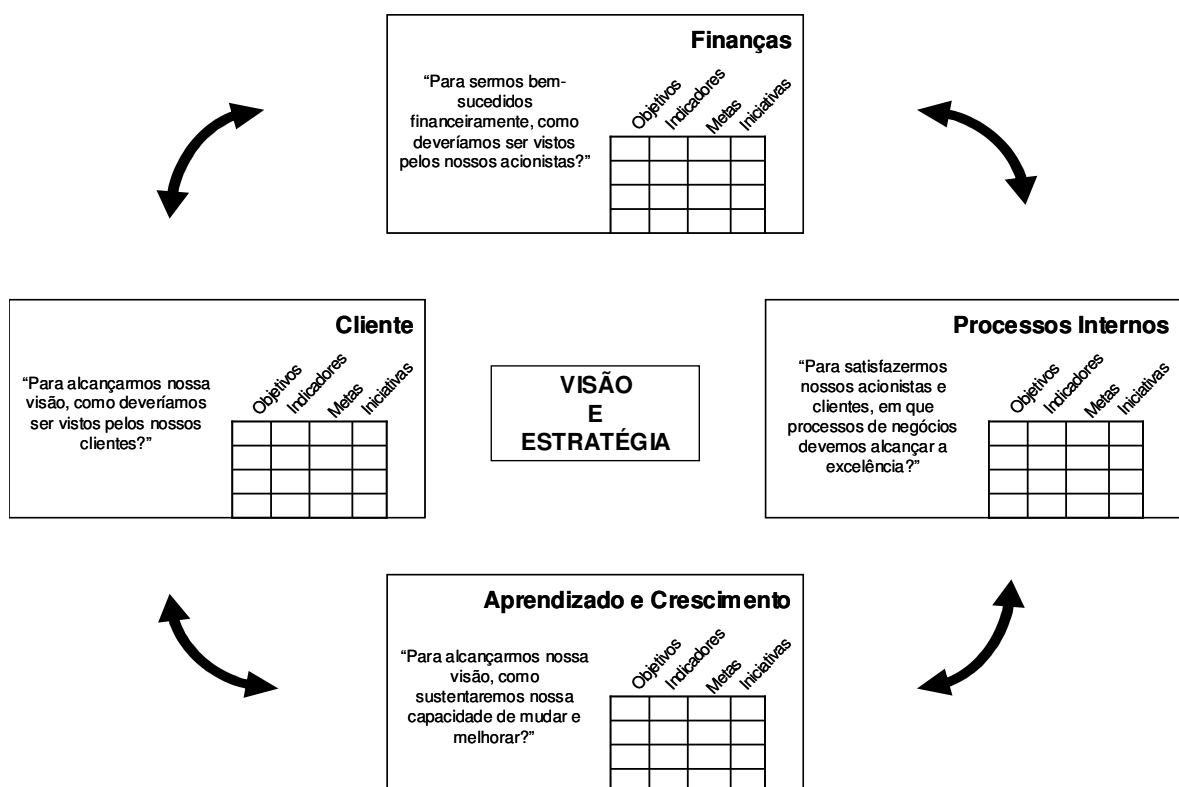 Finanças
“Para sermos bem-
sucedidos
financeiramente, como
deveríamos ser vistos
pelos nossos acionistas?”
Objetivos
Indicadores
Metas
Iniciativas
Cliente
“Para alcançarmos nossa
visão, como deveríamos
ser vistos pelos nossos
clientes?”
Objetivos
Indicadores
Metas
Iniciativas
VISÃO
E
ESTRATÉGIA
Processos Internos
“Para satisfazermos
nossos acionistas e
clientes, em que
processos de negócios
devemos alcançar a
excelência?”
Objetivos
Indicadores
Metas
Iniciativas
Aprendizado e Crescimento
“Para alcançarmos nossa
visão, como
sustentaremos nossa
capacidade de mudar e
melhorar?”
Objetivos
Indicadores
Metas
Iniciativas